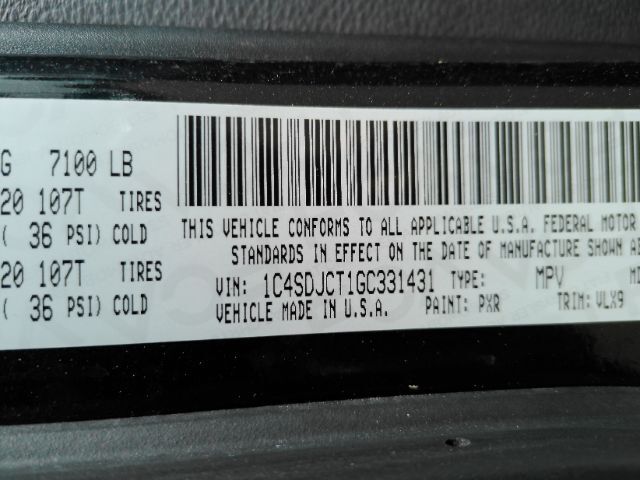 G 7100 LB
20 107T TIRES
( 36 PSI) COLD
20 107T TIRES
( 36 PSI) COLD
THIS VEHICLE CONFORMS TO ALL APPLICABLE U.S.A. FEDERAL MOTOR
STANDARDS IN EFFECT ON THE DATE OF MANUFACTURE SHOWN
VIN: 1C4SDJCT1GC331431 TYPE: MPV
VEHICLE MADE IN U.S.A. PAINT: PXR TRIM: VLX9